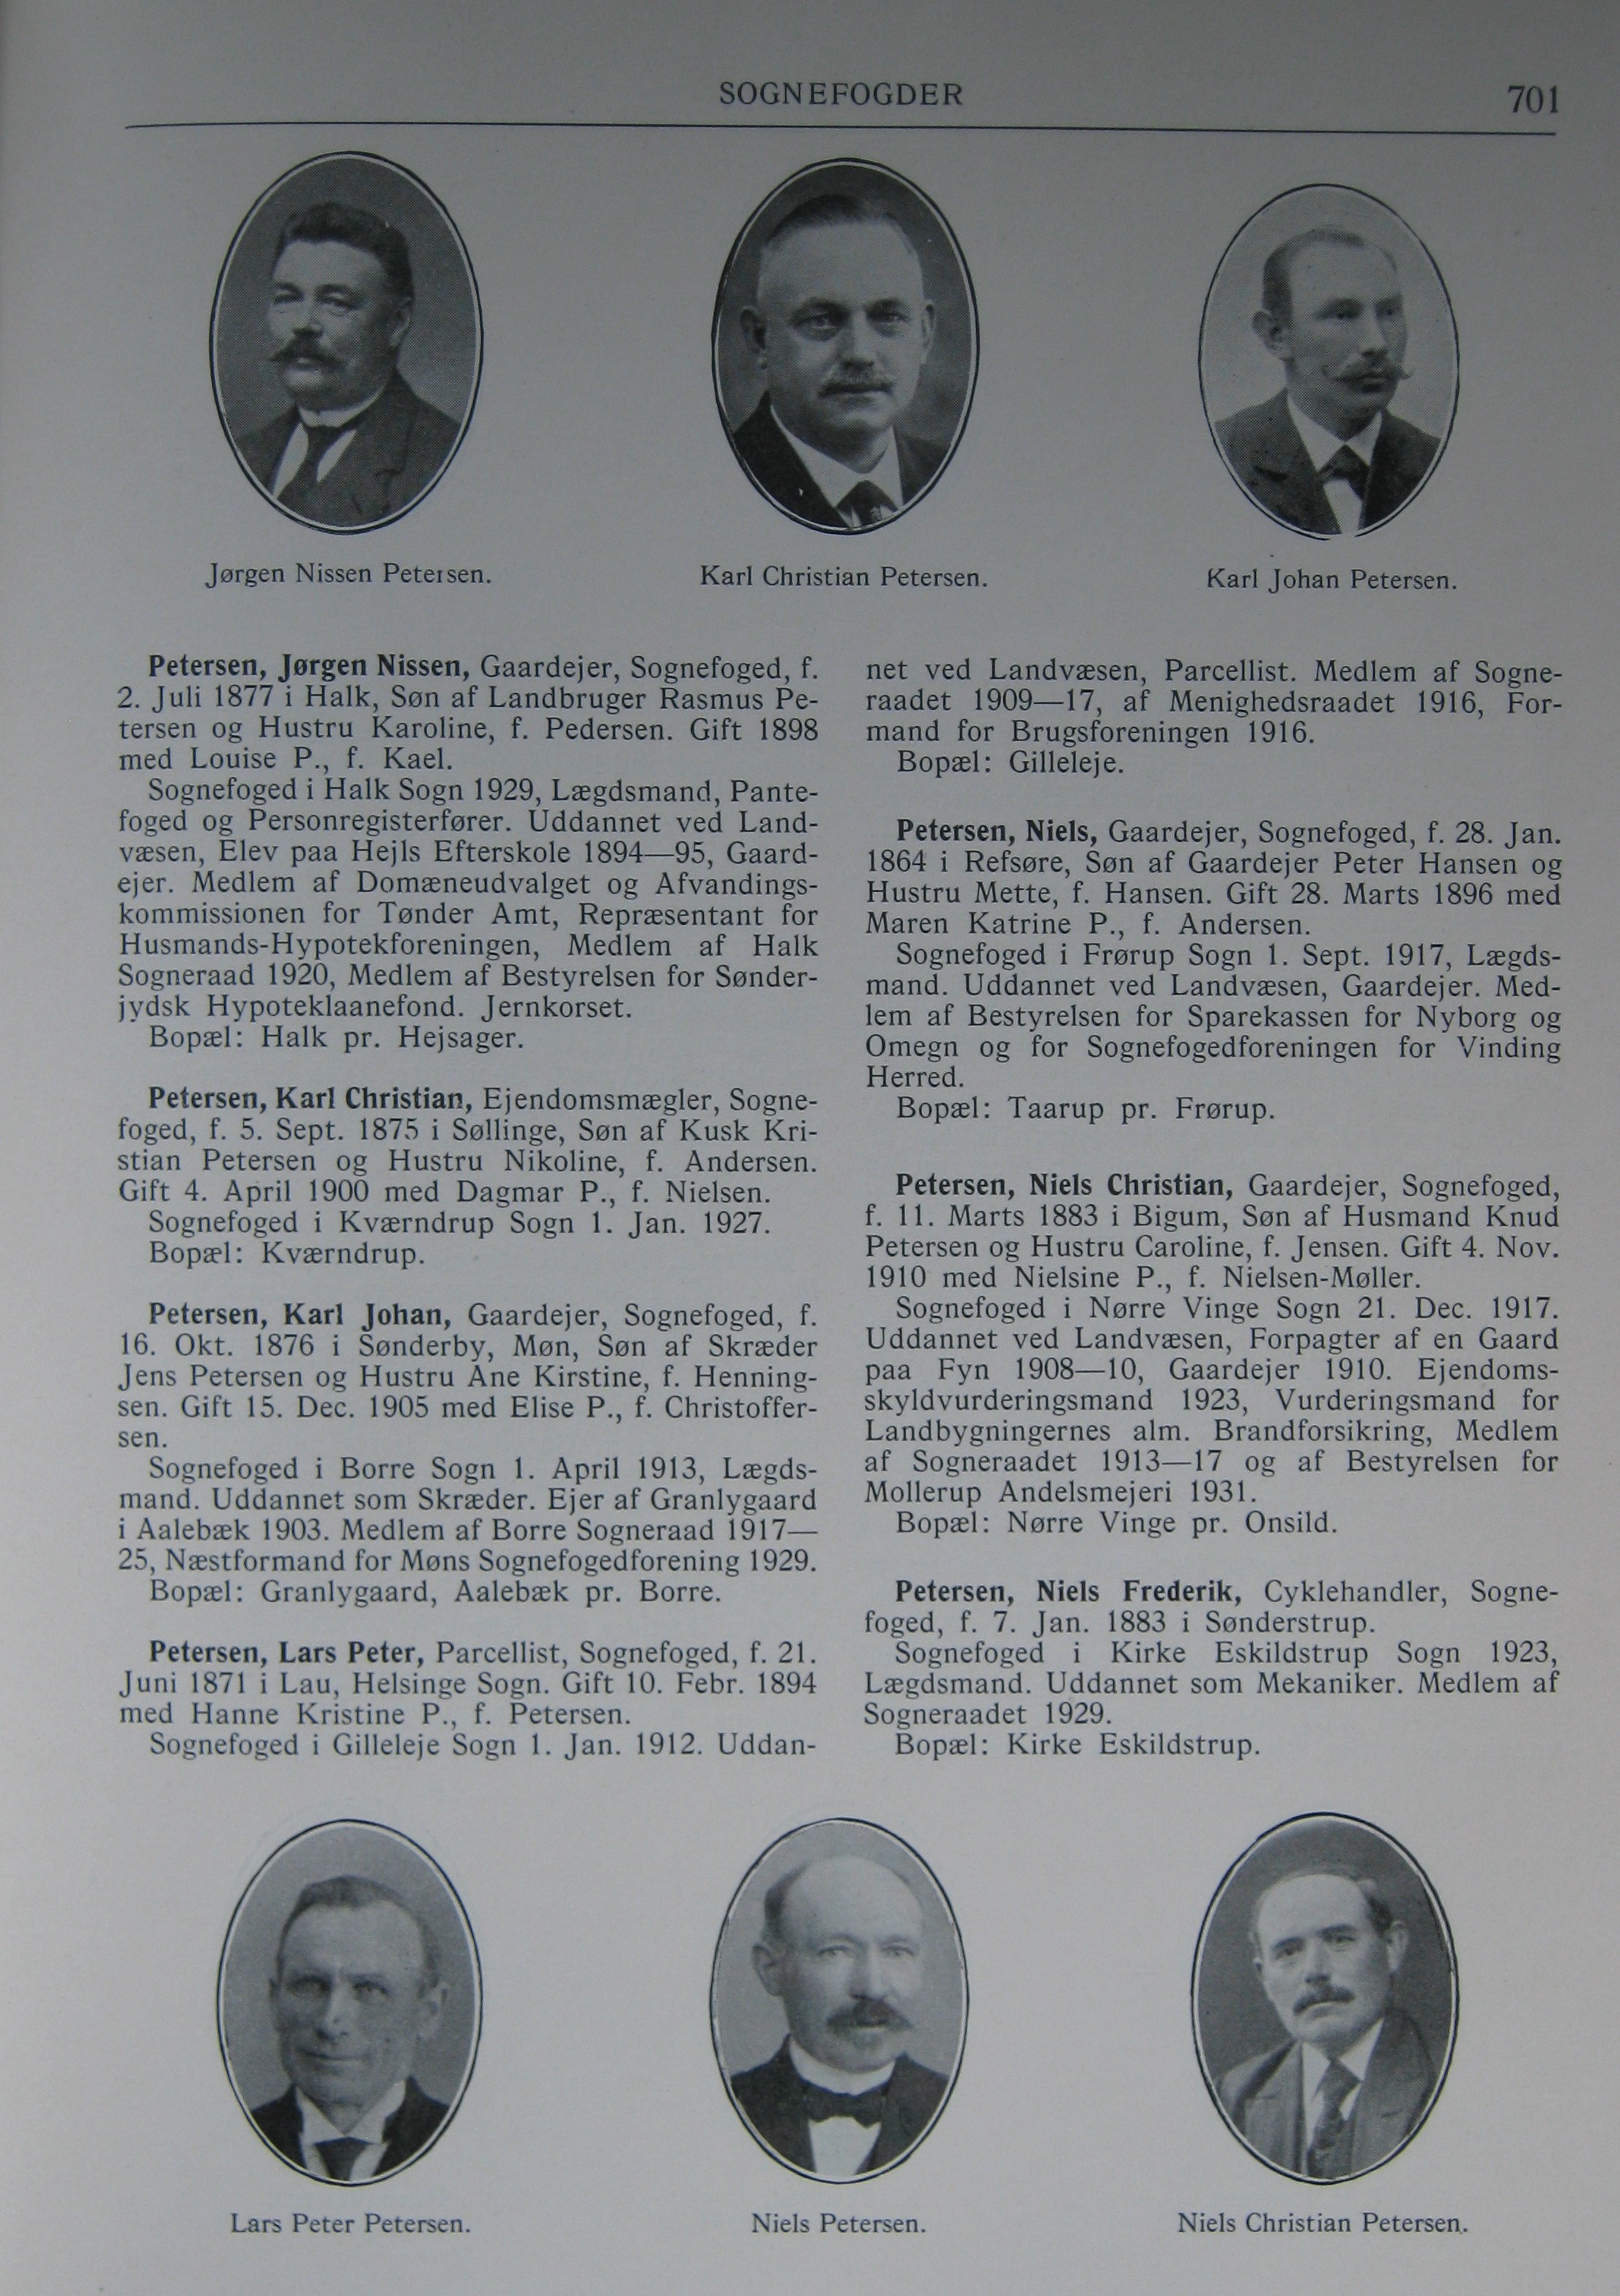 SOGNEFOGDER
701
Jørgen Nissen Petersen.
Karl Christian Petersen.
Karl Johan Petersen.
Petersen, Jørgen Nissen, Gaardejer, Sognefoged, f.
2. Juli 1877 i Halk, Søn af Landbruger Rasmus Pe-
tersen og Hustru Karoline, f. Pedersen. Gift 1898
med Louise P., f. Kael.
Sognefoged i Halk Sogn 1929, Lægdsmand, Pante-
foged og Personregisterfører. Uddannet ved Land-
væsen, Elev paa Hejls Efterskole 1894—95, Gaard-
ejer. Medlem af Domæneudvalget og Afvandings-
kommissionen for Tønder Amt, Repræsentant for
Husmands-Hypotekforeningen, Medlem af Halk
Sogneraad 1920, Medlem af Bestyrelsen for Sønder-
jydsk Hypoteklaanefond. Jernkorset.
Bopæl: Halk pr. Hejsager.
Petersen, Karl Christian, Ejendomsmægler, Sogne-
foged, f. 5. Sept. 1875 i Søllinge, Søn af Kusk Kri-
stian Petersen og Hustru Nikoline, f. Andersen.
Gift 4. April 1900 med Dagmar P., f. Nielsen.
Sognefoged i Kværndrup Sogn 1. Jan. 1927.
Bopæl: Kværndrup.
Petersen, Karl Johan, Gaardejer, Sognefoged, f.
16. Okt. 1876 i Sønderby, Møn, Søn af Skræder
Jens Petersen og Hustru Ane Kirstine, f. Henning-
sen. Gift 15. Dec. 1905 med Elise P., f. Christoffer-
sen.
Sognefoged i Borre Sogn 1. April 1913, Lægds-
mand. Uddannet som Skræder. Ejer af Granlygaard
i Aalebæk 1903. Medlem af Borre Sogneraad 1917—
25, Næstformand for Møns Sognefogedforening 1929.
Bopæl: Granlygaard, Aalebæk pr. Borre.
Petersen, Lars Peter, Parcellist, Sognefoged, f. 21.
Juni 1871 i Lau, Helsinge Sogn. Gift 10. Febr. 1894
med Hanne Kristine P., f. Petersen.
Sognefoged i Gilleleje Sogn 1. Jan. 1912. Uddan-
net ved Landvæsen, Parcellist. Medlem af Sogne-
raadet 1909—17, af Menighedsraadet 1916, For-
mand for Brugsforeningen 1916.
Bopæl: Gilleleje.
Petersen, Niels, Gaardejer, Sognefoged, f. 28. Jan.
1864 i Refsøre, Søn af Gaardejer Peter Hansen og
Hustru Mette, f. Hansen. Gift 28. Marts 1896 med
Maren Katrine P., f. Andersen.
Sognefoged i Frørup Sogn 1. Sept. 1917, Lægds-
mand. Uddannet ved Landvæsen, Gaardejer. Med-
lem af Bestyrelsen for Sparekassen for Nyborg og
Omegn og for Sognefogedforeningen for Vinding
Herred.
Bopæl: Taarup pr. Frørup.
Petersen, Niels Christian, Gaardejer, Sognefoged,
f. 11. Marts 1883 i Bigum, Søn af Husmand Knud
Petersen og Hustru Caroline, f. Jensen. Gift 4. Nov.
1910 med Nielsine P., f. Nielsen-Møller.
Sognefoged i Nørre Vinge Sogn 21. Dec. 1917.
Uddannet ved Landvæsen, Forpagter af en Gaard
paa Fyn 1908—10, Gaardejer 1910. Ejendoms-
skyldvurderingsmand 1923, Vurderingsmand for
Landbygningernes alm. Brandforsikring, Medlem
af Sogneraadet 1913—17 og af Bestyrelsen for
Mollerup Andelsmejeri 1931.
Bopæl: Nørre Vinge pr. Onsild.
Petersen, Niels Frederik, Cyklehandler, Sogne-
foged, f. 7. Jan. 1883 i Sønderstrup.
Sognefoged i Kirke Eskildstrup Sogn 1923,
Lægdsmand. Uddannet som Mekaniker. Medlem af
Sogneraadet 1929.
Bopæl: Kirke Eskildstrup.
Lars Peter Petersen.
Niels Petersen.
Niels Christian Petersen.